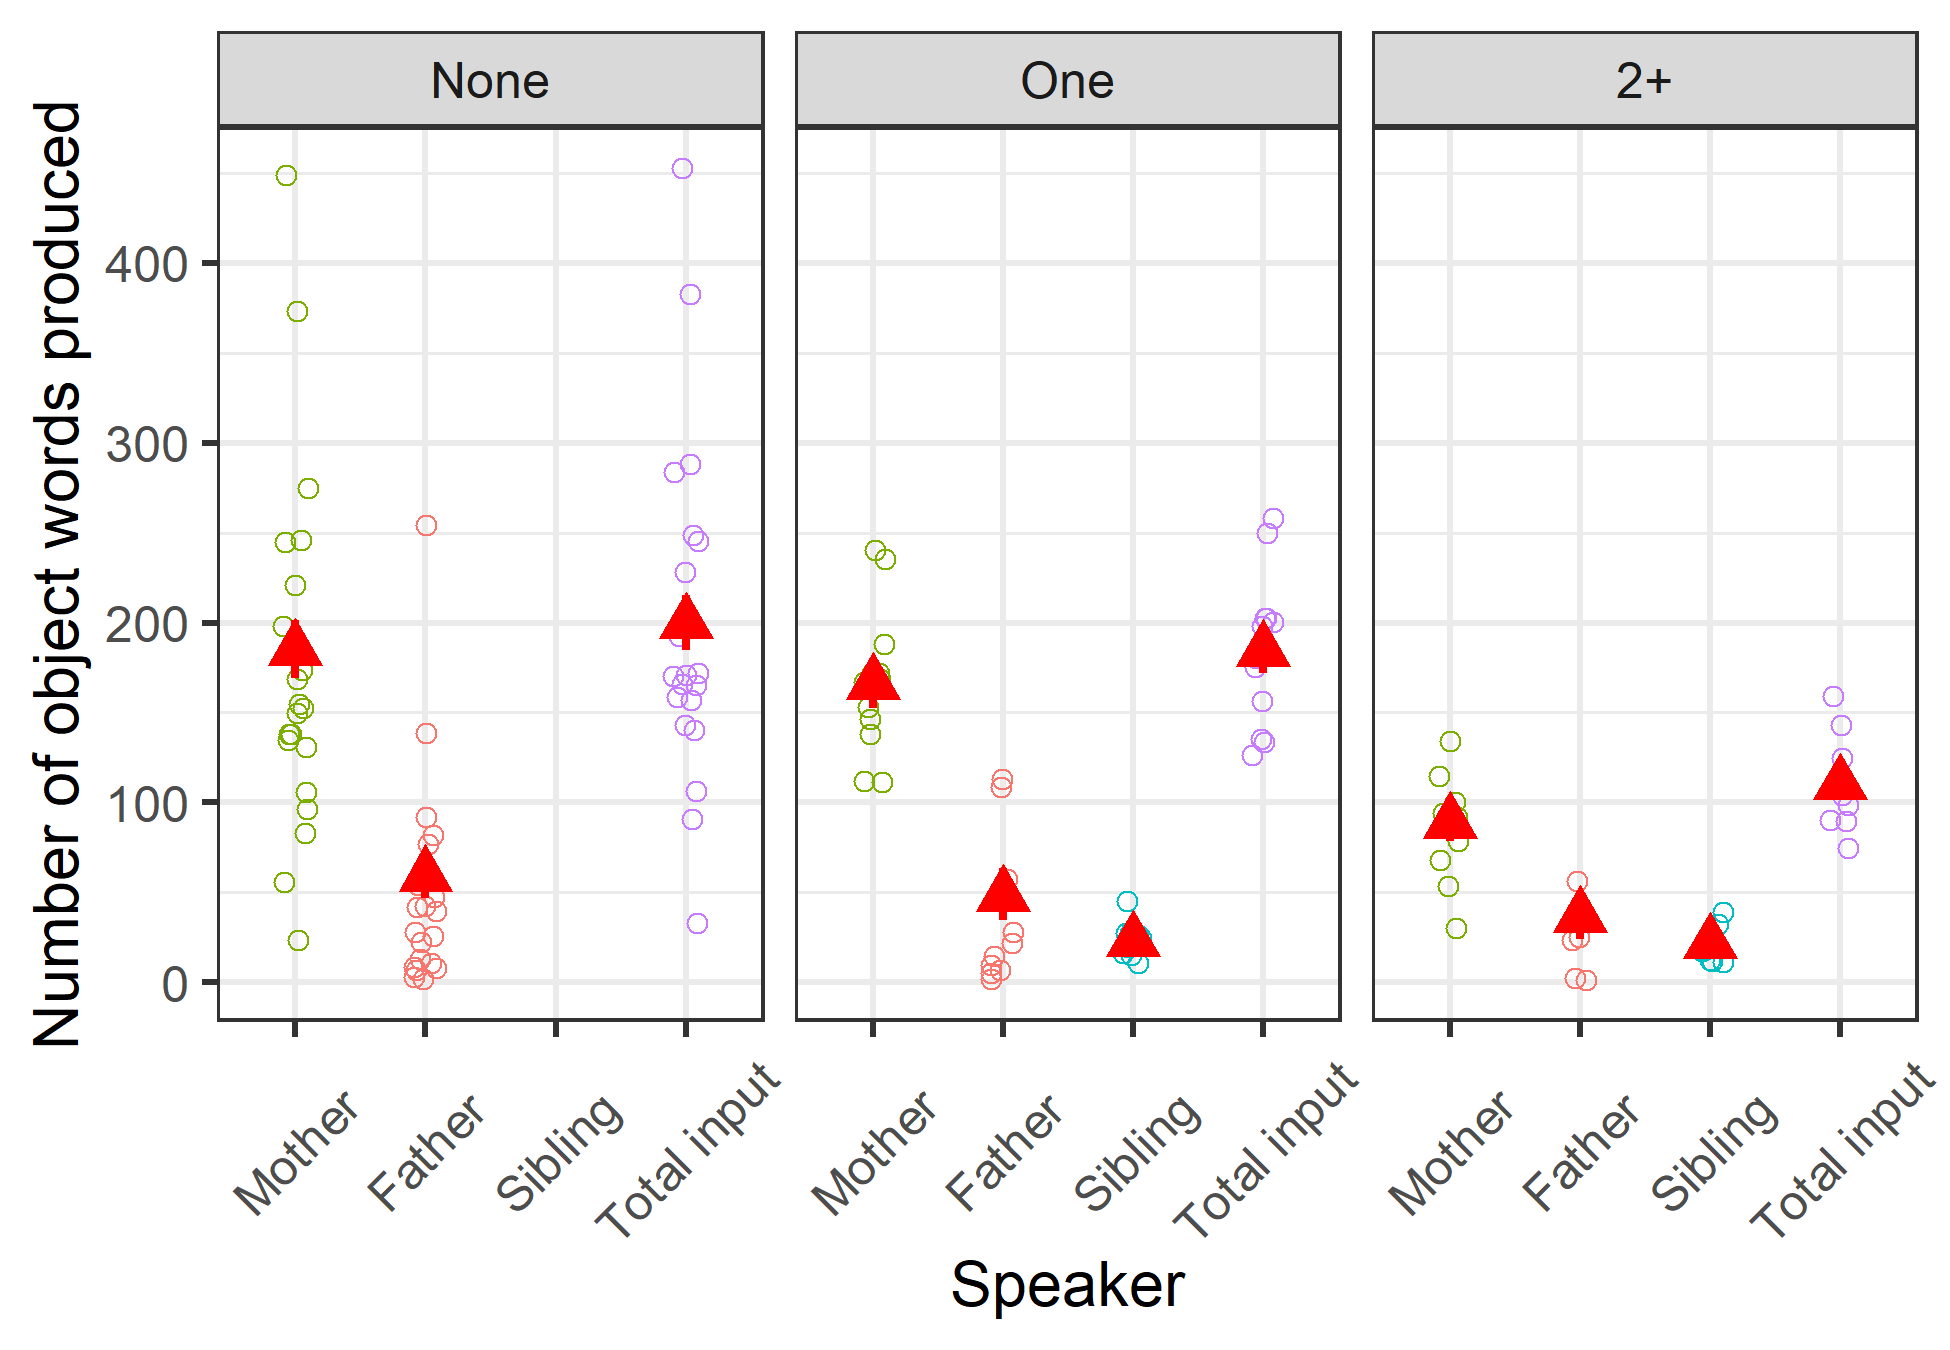 None One 2+
Number of object words produced
400
300
200
100
0
Mother Father Sibling Total input Mother Father Sibling Total input Mother Father Sibling Total input
Speaker